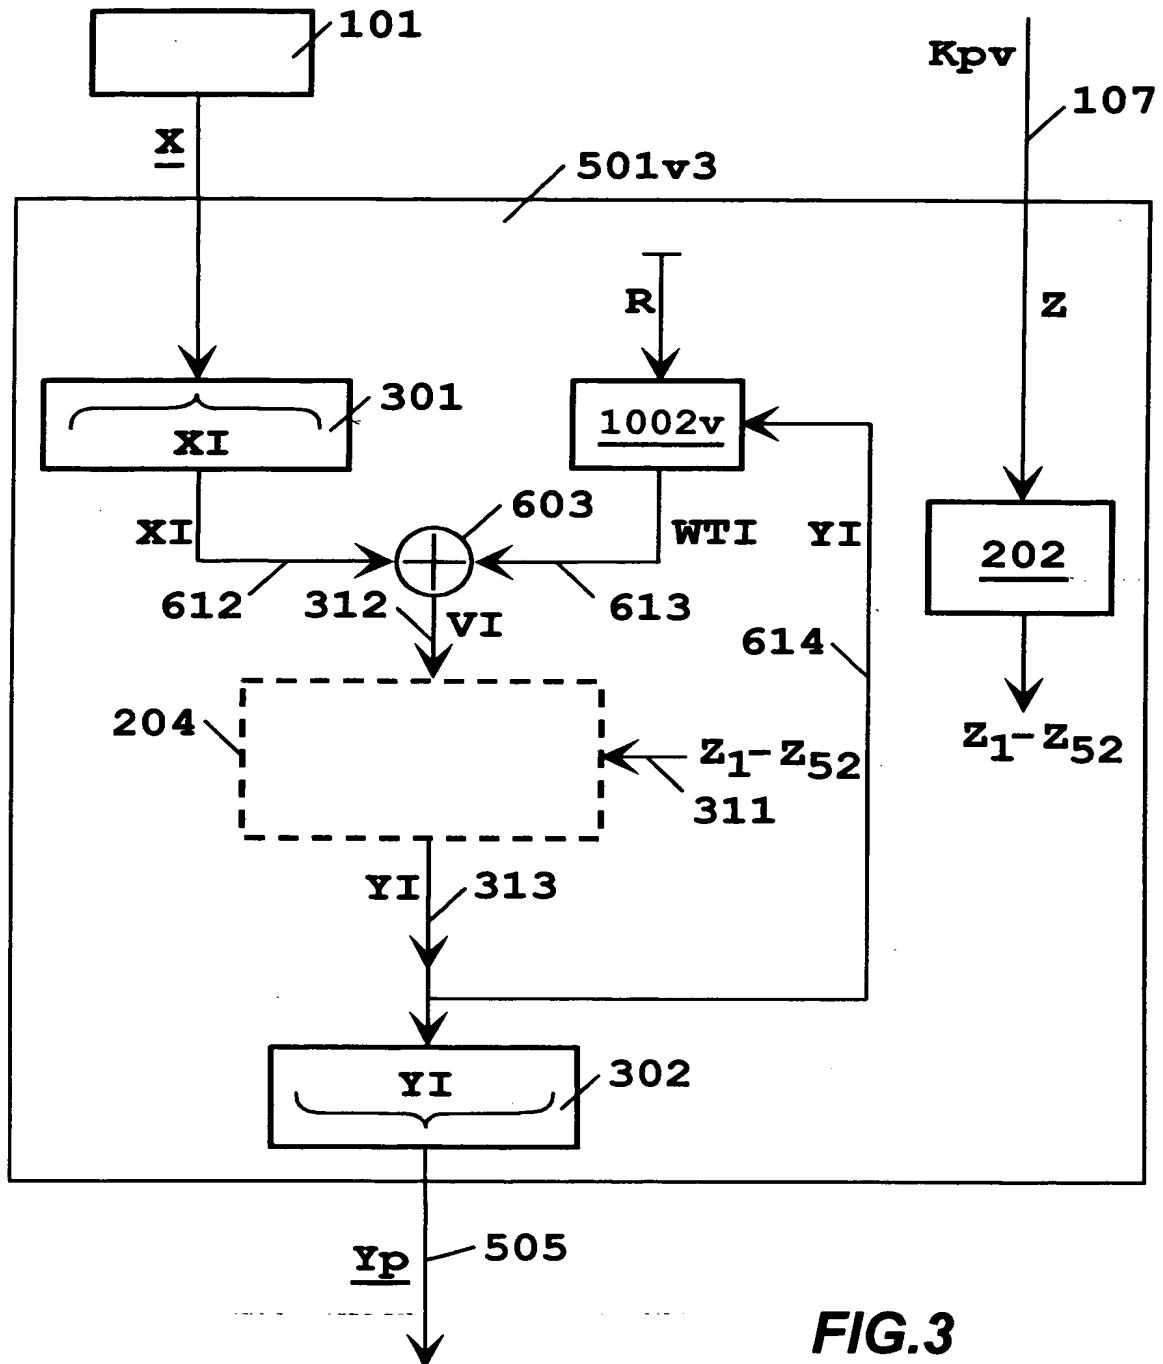 101
Kpv
107
X
501v3
R
Z
301
1002v
XI
603
XI
WTI
YI
202
612
312
VI
613
614
204
Z1-Z52
Z1-Z52
311
YI
313
YI
302
Yp
505
FIG.3